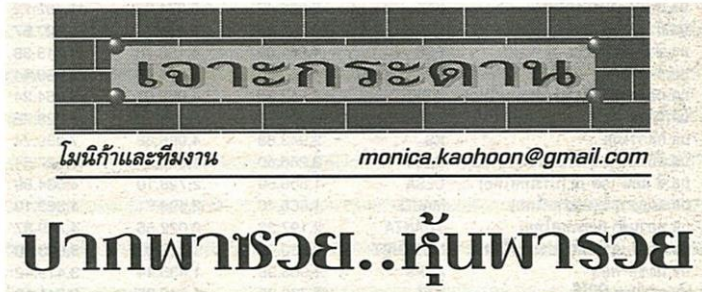 เจาะกระดาน
โมนิก้าและทีมงาน monica.kaohoon@gmail.com
ปากพาซวย..หุ้นพารวย